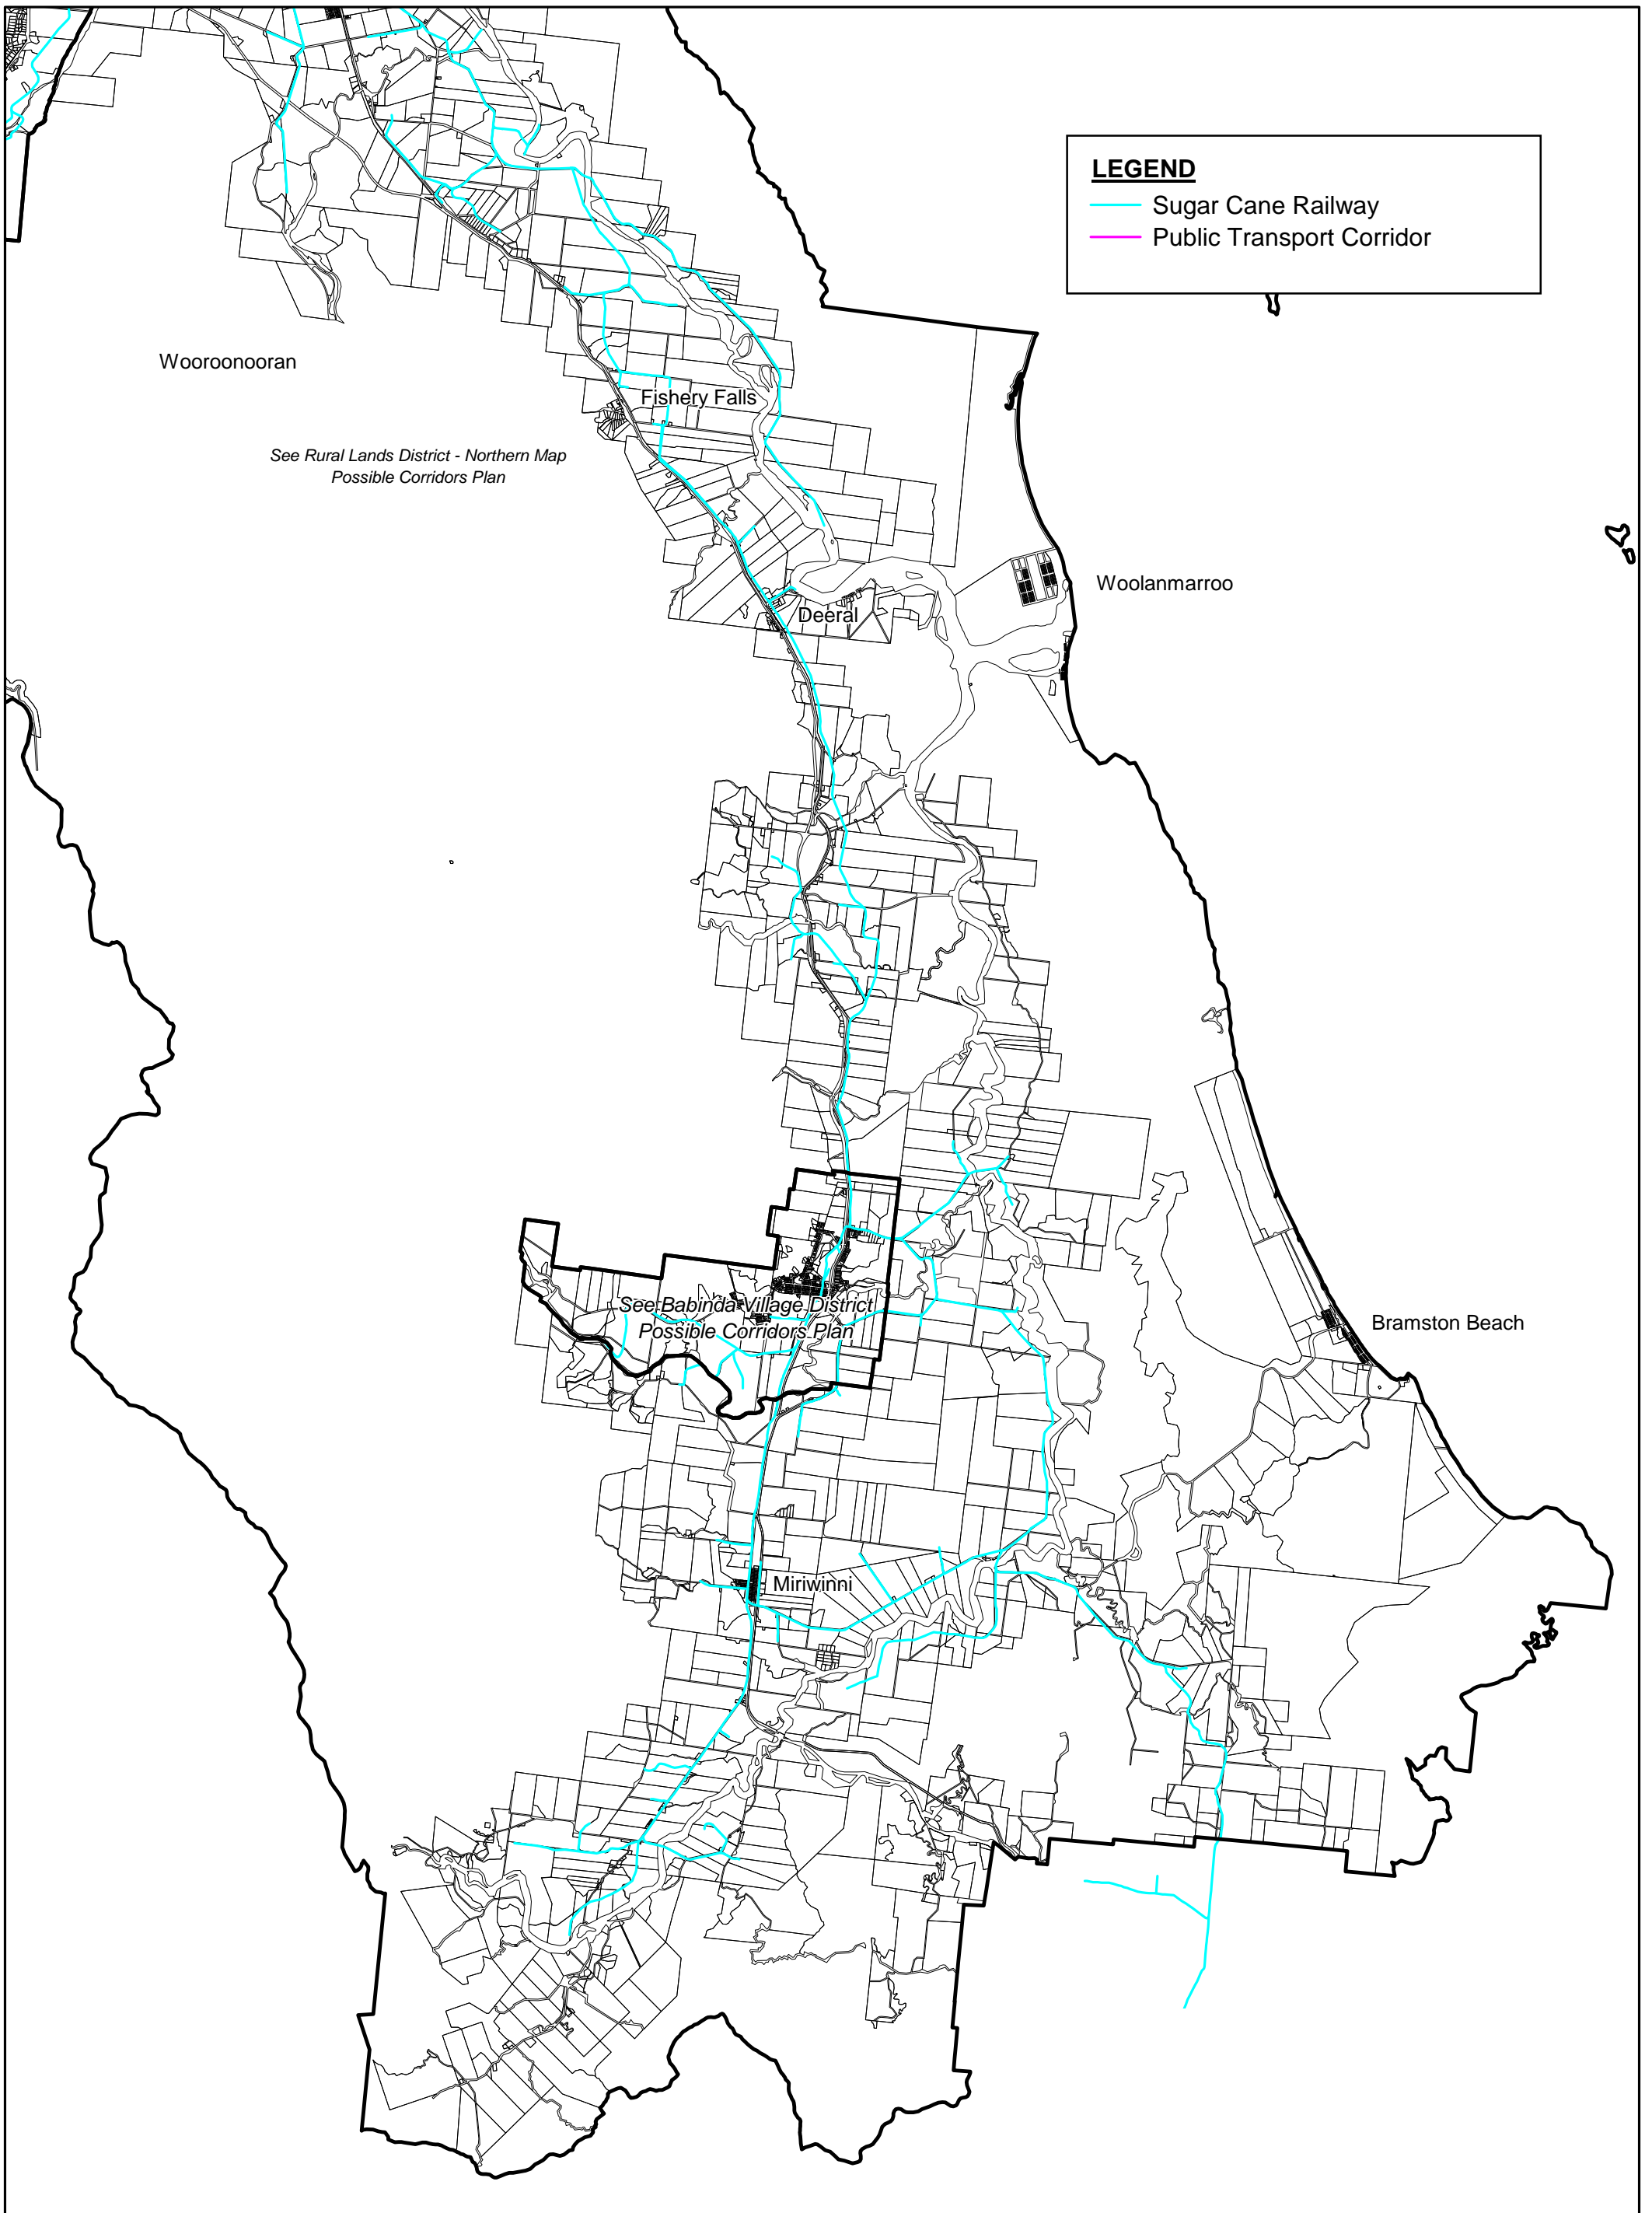 LEGEND
Sugar Cane Railway
Public Transport Corridor
Wooroonooran
Fishery Falls
See Rural Lands District - Northern Map
Possible Corridors Plan
Woolanmarroo
Deeral
See Babinda Village District
Possible Corridors Plan
Bramston Beach
Miriwinni